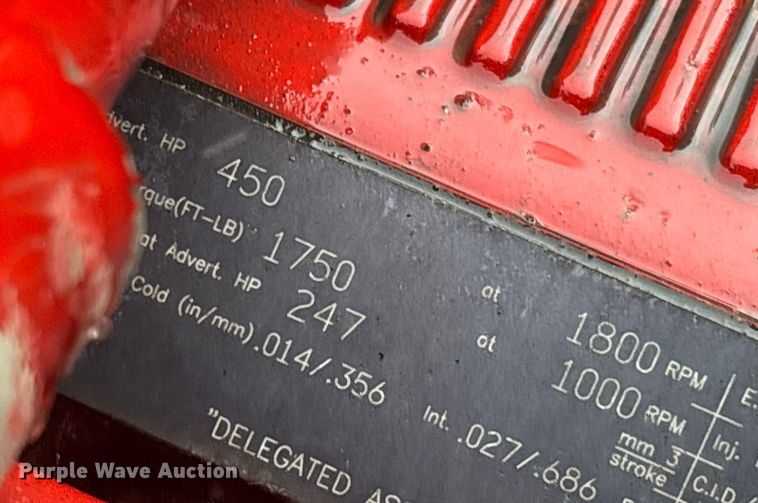 Advert. HP 450 at 1800 RPM E.
rque(FT-LB) 1750 at 1000 RPM Inj.
at Advert. HP 247 mm 3 stroke C.I.D.
Cold (in/mm) .014/.356 Int. .027/.686
"DELEGATED ASS
Purple Wave Auction